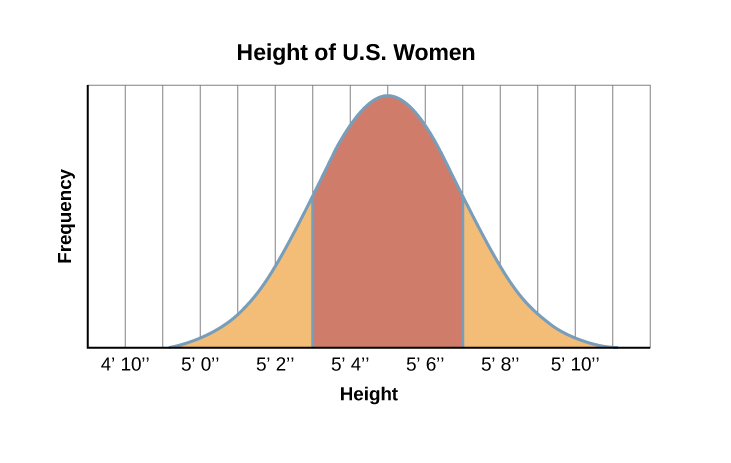 Height of U.S. Women
Frequency
4’ 10’’ 5’ 0’’ 5’ 2’’ 5’ 4’’ 5’ 6’’ 5’ 8’’ 5’ 10’’
Height